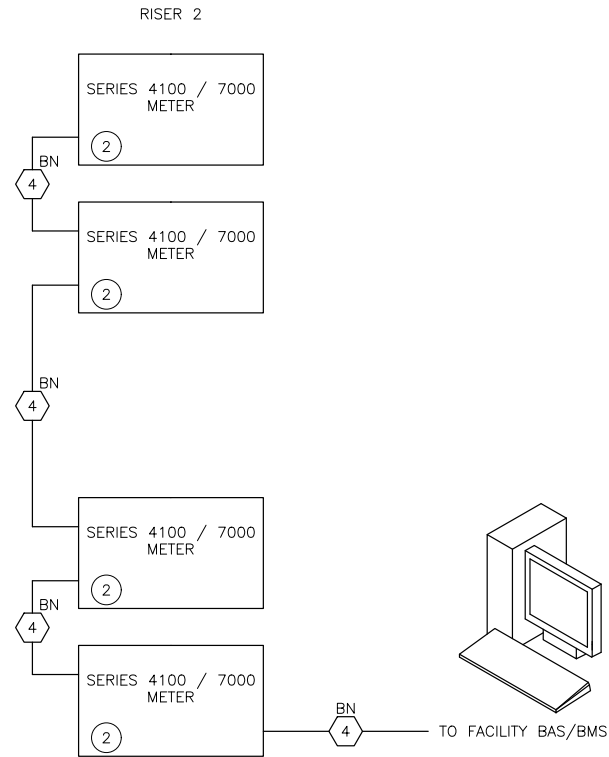 RISER 2
SERIES 4100 / 7000
METER
2
BN
4
SERIES 4100 / 7000
METER
2
BN
4
SERIES 4100 / 7000
METER
2
BN
4
SERIES 4100 / 7000
METER
2
BN
4
TO FACILITY BAS/BMS